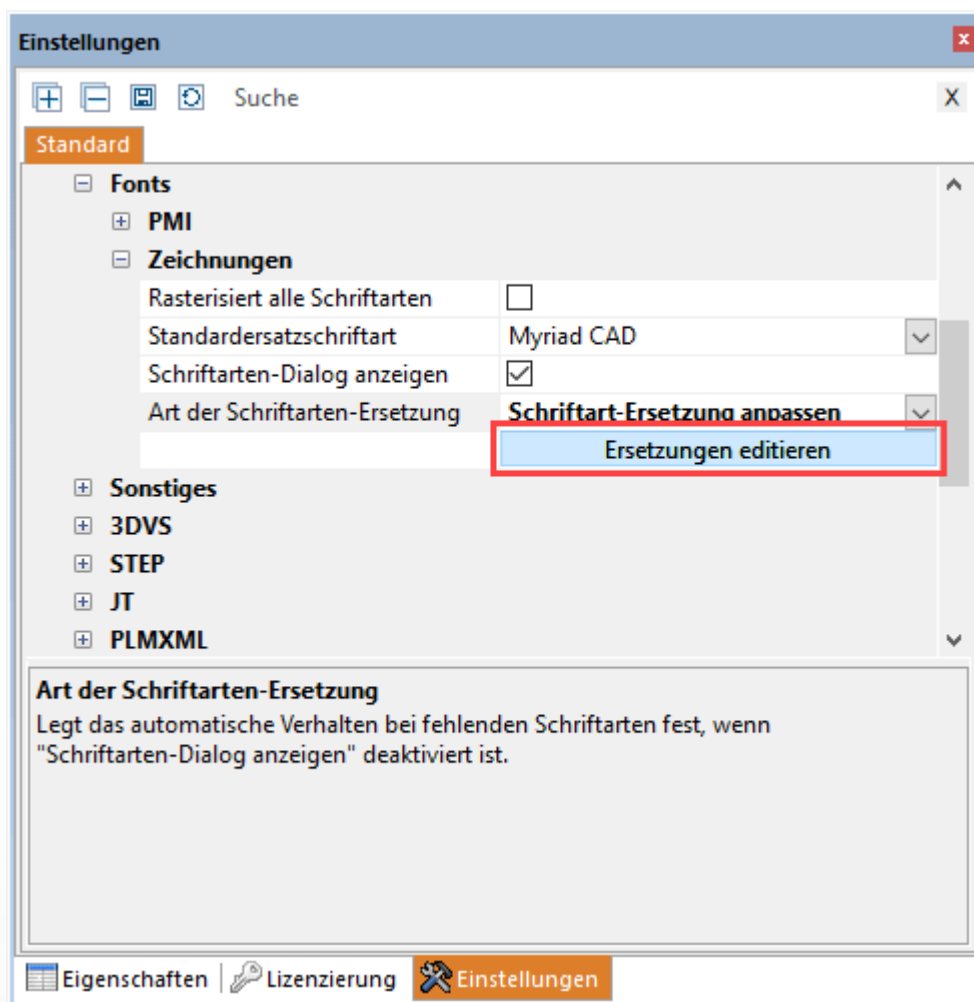 Einstellungen
Suche
X
Standard
Fonts
PMI
Zeichnungen
Rasterisiert alle Schriftarten
Standardersatzschriftart Myriad CAD
Schriftarten-Dialog anzeigen
Art der Schriftarten-Ersetzung Schriftart-Ersetzung anpassen
Ersetzungen editieren
Sonstiges
3DVS
STEP
JT
PLMXML
Art der Schriftarten-Ersetzung
Legt das automatische Verhalten bei fehlenden Schriftarten fest, wenn
"Schriftarten-Dialog anzeigen" deaktiviert ist.
Eigenschaften Lizenzierung Einstellungen